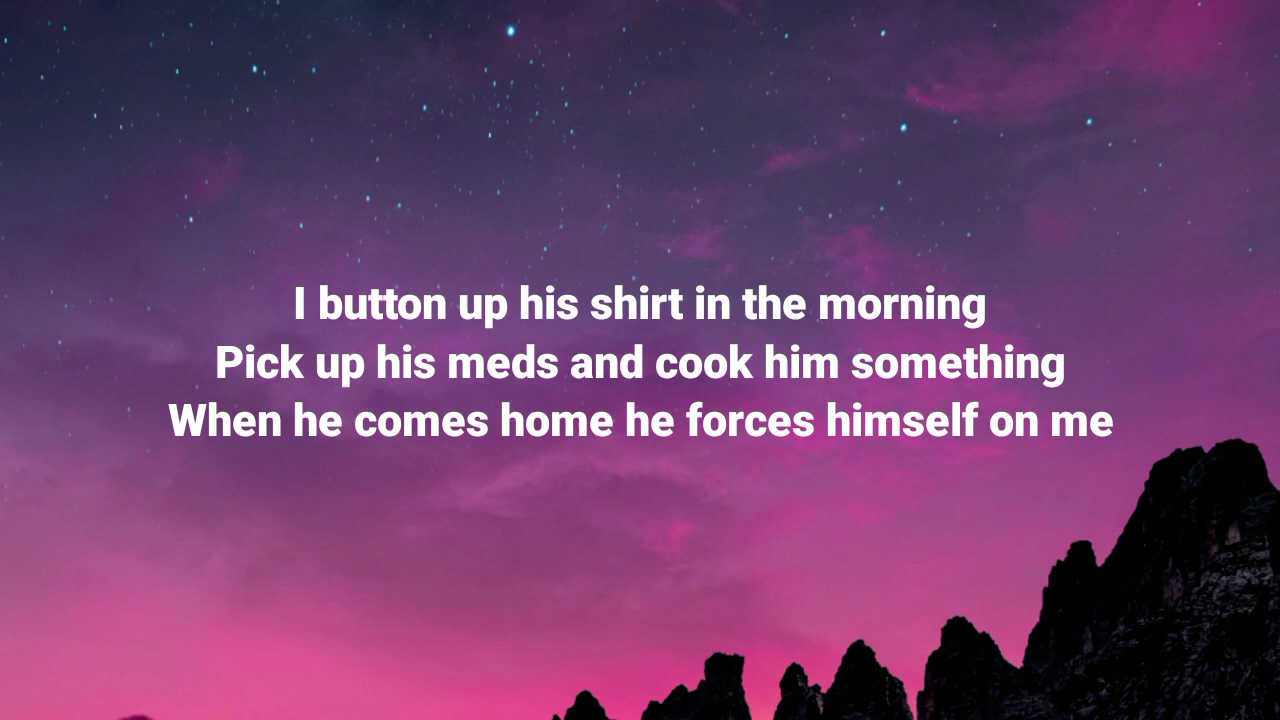 I button up his shirt in the morning
Pick up his meds and cook him something
When he comes home he forces himself on me